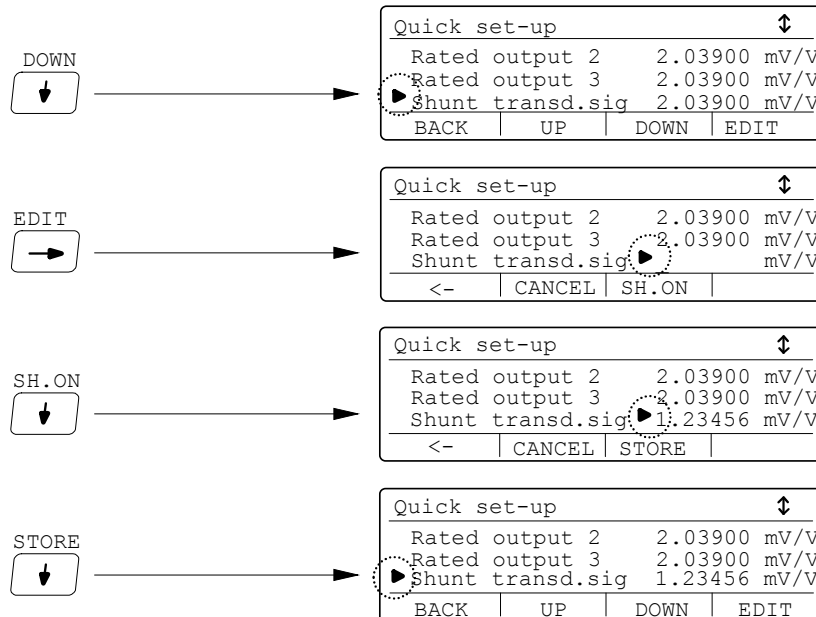 DOWN
Quick set-up
Rated output 2 2.03900 mV/V
Rated output 3 2.03900 mV/V
Shunt transd.sig 2.03900 mV/V
BACK UP DOWN EDIT
EDIT
Quick set-up
Rated output 2 2.03900 mV/V
Rated output 3 2.03900 mV/V
Shunt transd.sig mV/V
<- CANCEL SH.ON
SH.ON
Quick set-up
Rated output 2 2.03900 mV/V
Rated output 3 2.03900 mV/V
Shunt transd.sig 1.23456 mV/V
<- CANCEL STORE
STORE
Quick set-up
Rated output 2 2.03900 mV/V
Rated output 3 2.03900 mV/V
Shunt transd.sig 1.23456 mV/V
BACK UP DOWN EDIT